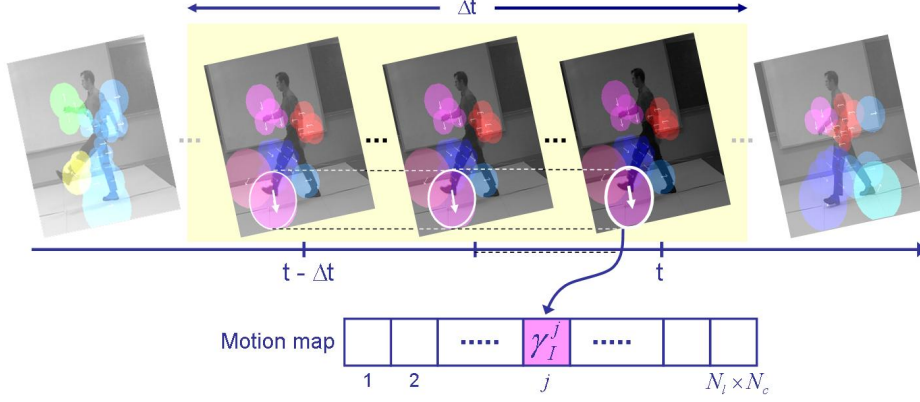 Δt
t - Δt
t
Motion map
γ_I^j
1
2
j
N_l × N_c